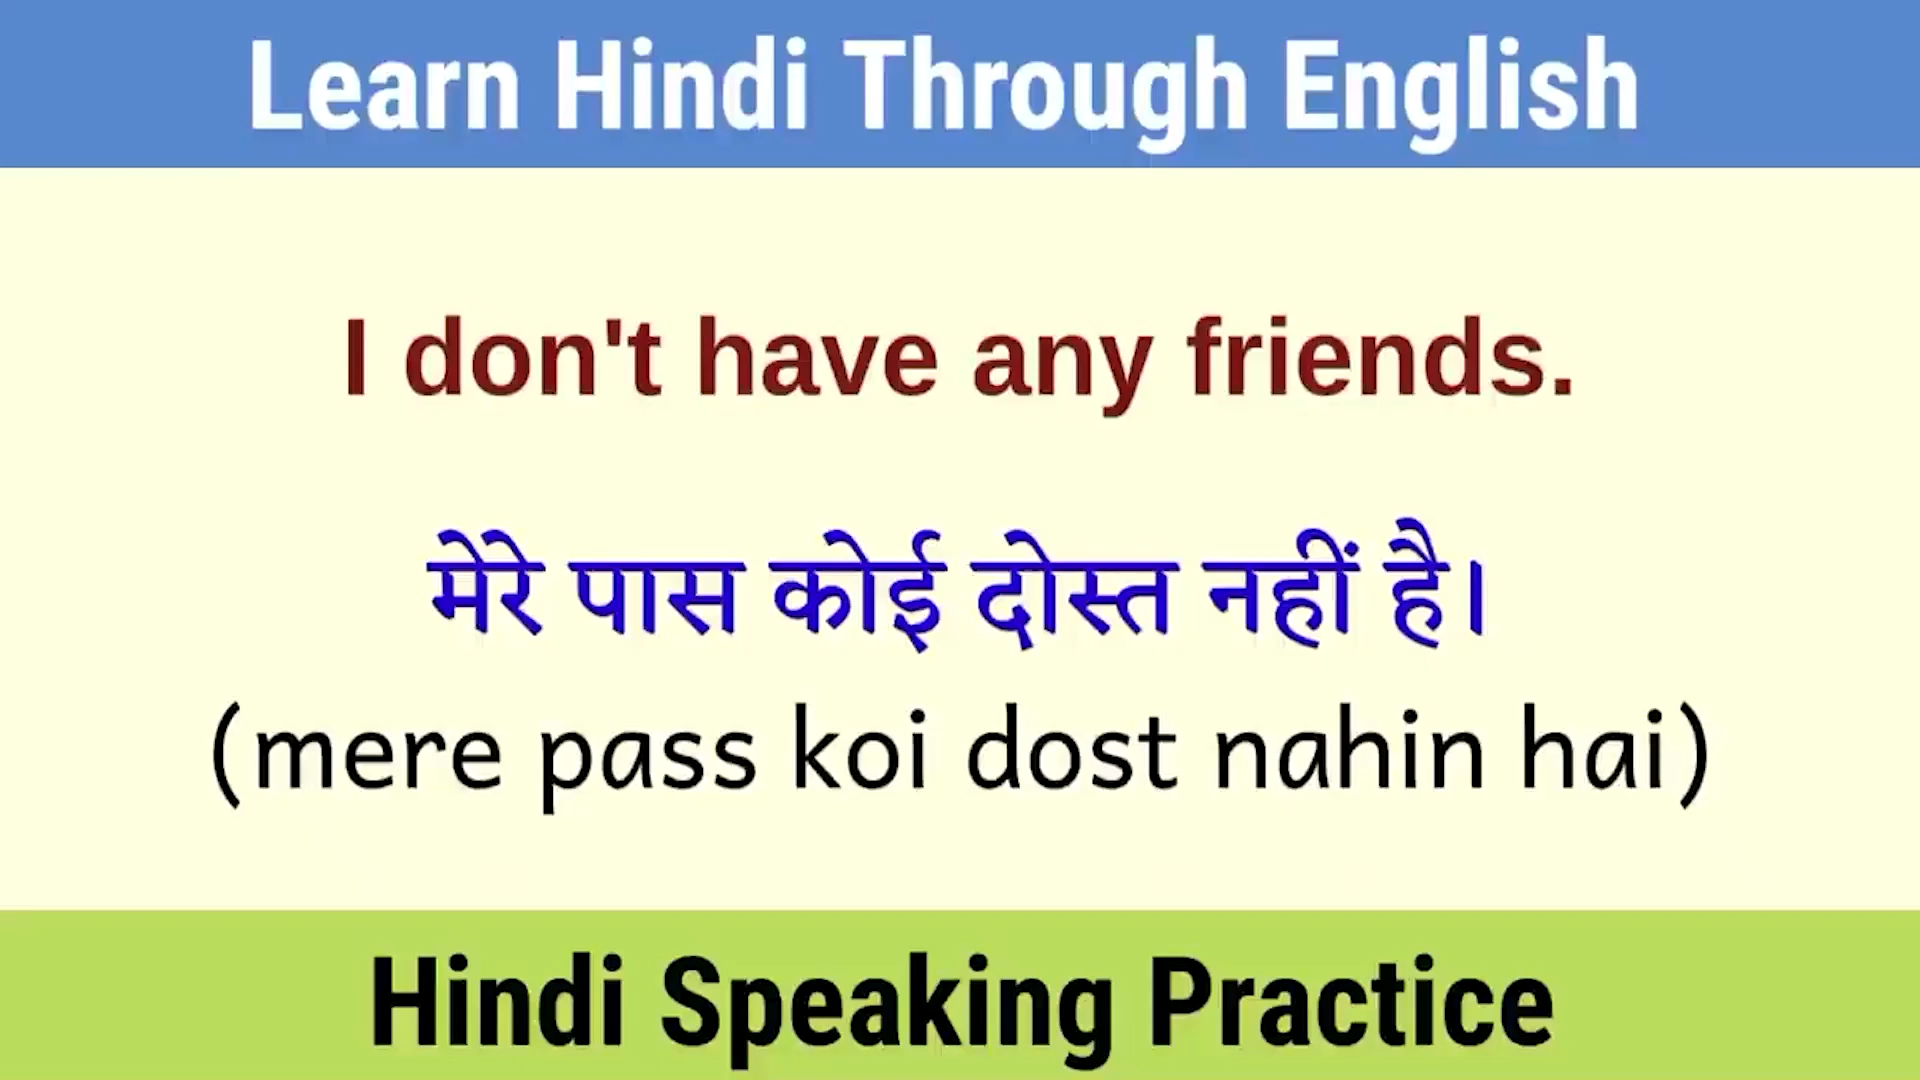 Learn Hindi Through English
I don't have any friends.
मेरे पास कोई दोस्त नहीं है।
(mere pass koi dost nahin hai)
Hindi Speaking Practice